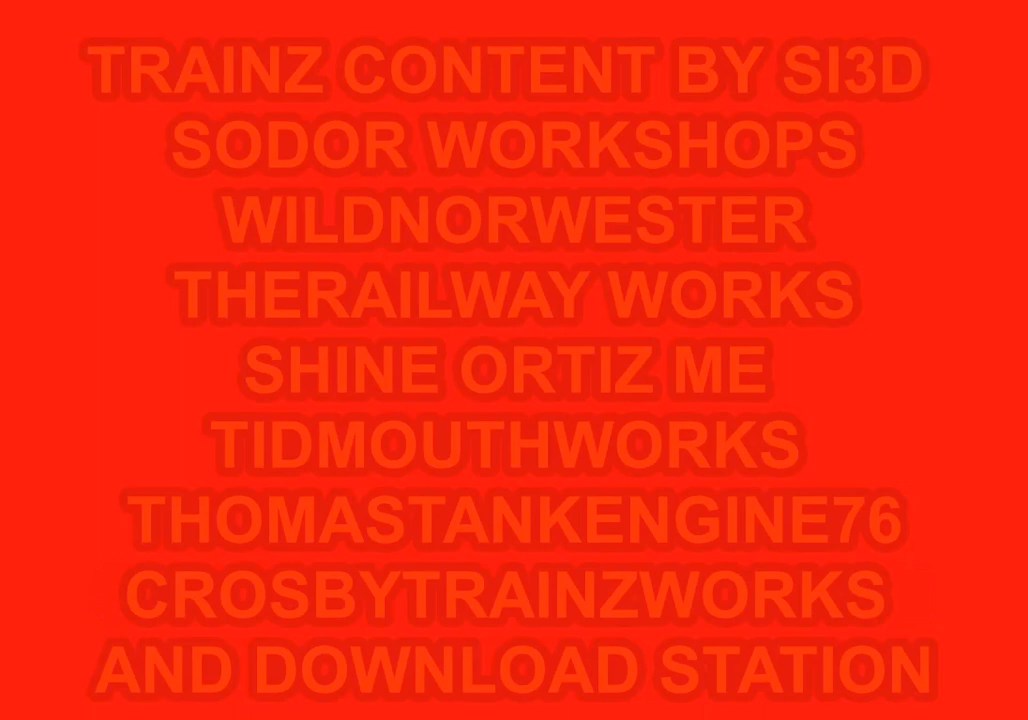 TRAINZ CONTENT BY SI3D
SODOR WORKSHOPS
WILDNORWESTER
THERAILWAY WORKS
SHINE ORTIZ ME
TIDMOUTHWORKS
THOMASTANKENGINE76
CROSBYTRAINZWORKS
AND DOWNLOAD STATION